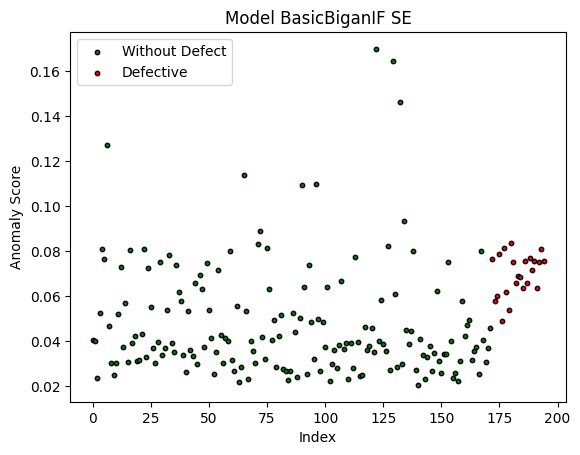 Model BasicBiganIF SE
Without Defect
Defective
Anomaly Score
0.16
0.14
0.12
0.10
0.08
0.06
0.04
0.02
0 25 50 75 100 125 150 175 200
Index